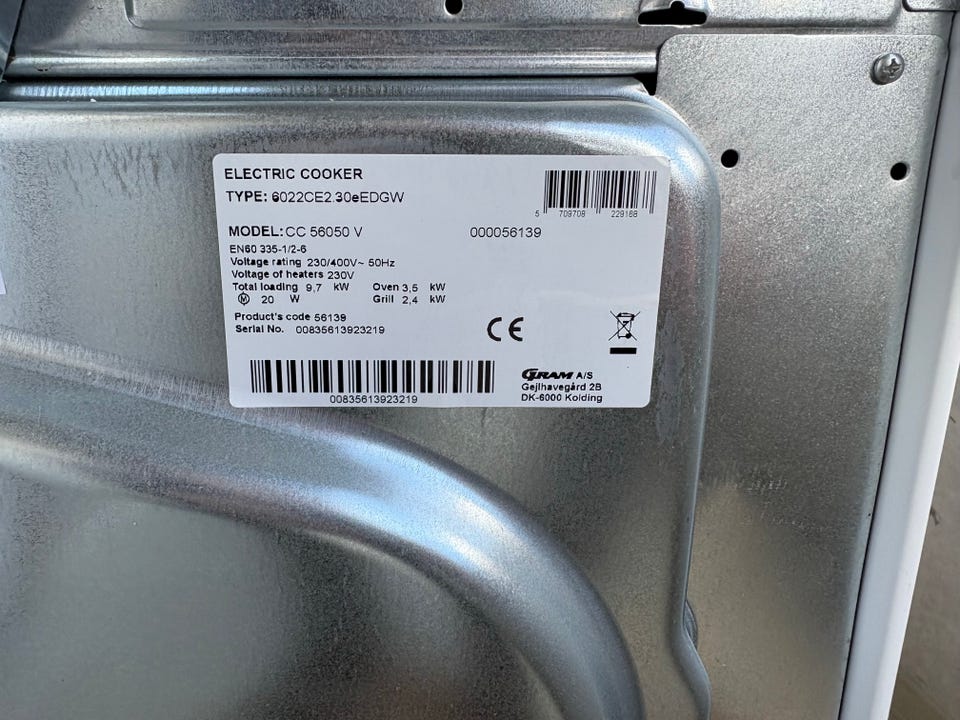 ELECTRIC COOKER
TYPE: 6022CE2.30eEDGW
5 709708 229168
MODEL: CC 56050 V 000056139
EN60 335-1/2-6
Voltage rating 230/400V~ 50Hz
Voltage of heaters 230V
Total loading 9,7 kW Oven 3,5 kW
M 20 W Grill 2,4 kW
Product's code 56139
Serial No. 00835613923219
CE
00835613923219
GRAM A/S
Gejlhavegård 2B
DK-6000 Kolding